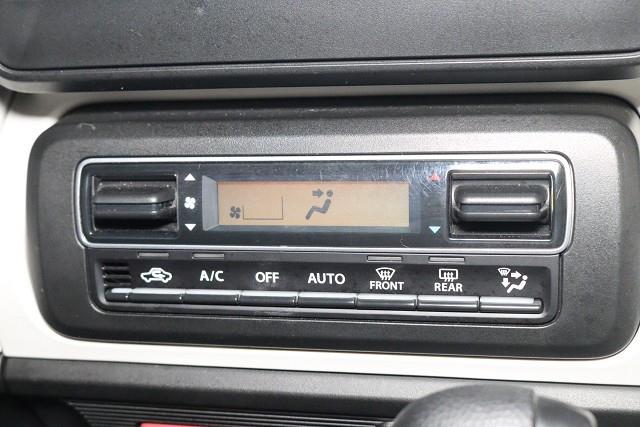 A/C OFF AUTO FRONT REAR